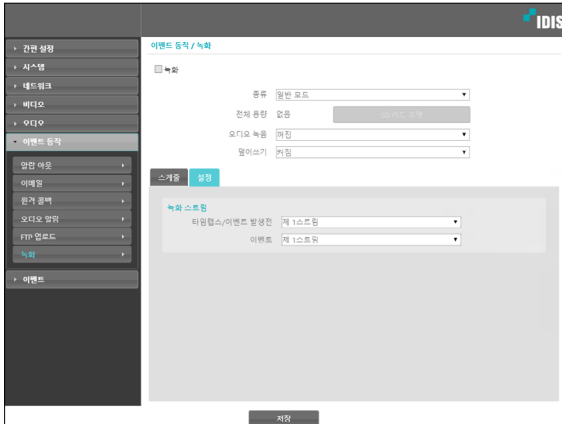 IDIS
간편 설정
시스템
네트워크
비디오
오디오
이벤트 동작
알람 아웃
이메일
원격 콜백
오디오 알림
FTP 업로드
녹화
이벤트
이벤트 동작 / 녹화
녹화
종류 일반 모드
전체 용량 없음
오디오 녹음 꺼짐
덮어쓰기 커짐
스케줄 설정
녹화 스트림
타임랩스/이벤트 발생전 제 1스트림
이벤트 제 1스트림
저장